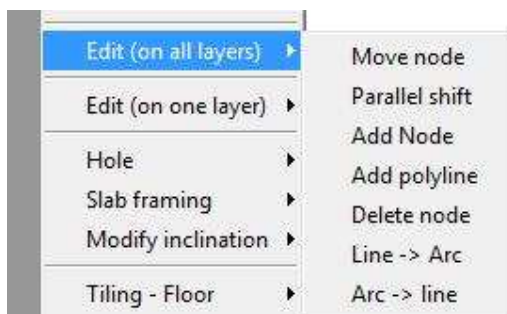 Edit (on all layers)
Edit (on one layer)
Hole
Slab framing
Modify inclination
Tiling - Floor
Move node
Parallel shift
Add Node
Add polyline
Delete node
Line -> Arc
Arc -> line